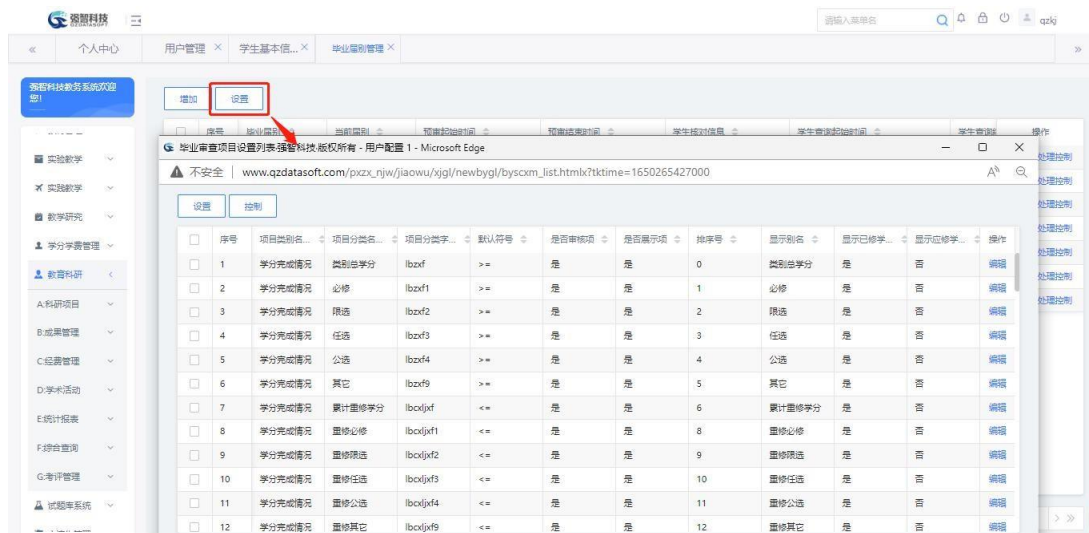 强智科技
QZDATASOFT
请输入菜单名
qzkj
« 个人中心 用户管理 × 学生基本信...× 毕业届别管理 × »
强智科技教务系统欢迎
您!
增加 设置
序号 毕业届别 当前届别 预审起始时间 预审结束时间 学生核对信息 学生查询起始时间 操作
毕业审查项目设置列表-强智科技.版权所有 - 用户配置 1 - Microsoft Edge
不安全 | www.qzdatasoft.com/pxzx_njw/jiaowu/xjgl/newbygl/byscxm_list.htmlx?tktime=1650265427000
设置 控制
序号 项目类别名... 项目分类名... 项目分类字... 默认符号 是否审核项 是否展示项 排序号 显示别名 显示已修学... 显示应修学... 操作
1 学分完成情况 类别总学分 lbzxf >= 是 是 0 类别总学分 是 否 编辑
2 学分完成情况 必修 lbzxf1 >= 是 是 1 必修 是 否 编辑
3 学分完成情况 限选 lbzxf2 >= 是 是 2 限选 是 否 编辑
4 学分完成情况 任选 lbzxf3 >= 是 是 3 任选 是 否 编辑
5 学分完成情况 公选 lbzxf4 >= 是 是 4 公选 是 否 编辑
6 学分完成情况 其它 lbzxf9 >= 是 是 5 其它 是 否 编辑
7 学分完成情况 累计重修学分 lbcxljxf <= 是 是 6 累计重修学分 是 否 编辑
8 学分完成情况 重修必修 lbcxljxf1 <= 是 是 8 重修必修 是 否 编辑
9 学分完成情况 重修限选 lbcxljxf2 <= 是 是 9 重修限选 是 否 编辑
10 学分完成情况 重修任选 lbcxljxf3 <= 是 是 10 重修任选 是 否 编辑
11 学分完成情况 重修公选 lbcxljxf4 <= 是 是 11 重修公选 是 否 编辑
12 学分完成情况 重修其它 lbcxljxf9 <= 是 是 12 重修其它 是 否 编辑
实验教学
实践教学
教学研究
学分学费管理
教育科研
A:科研项目
B:成果管理
C:经费管理
D:学术活动
E:统计报表
F:综合查询
G:考评管理
试题库系统
处理控制
处理控制
处理控制
处理控制
处理控制
处理控制
处理控制